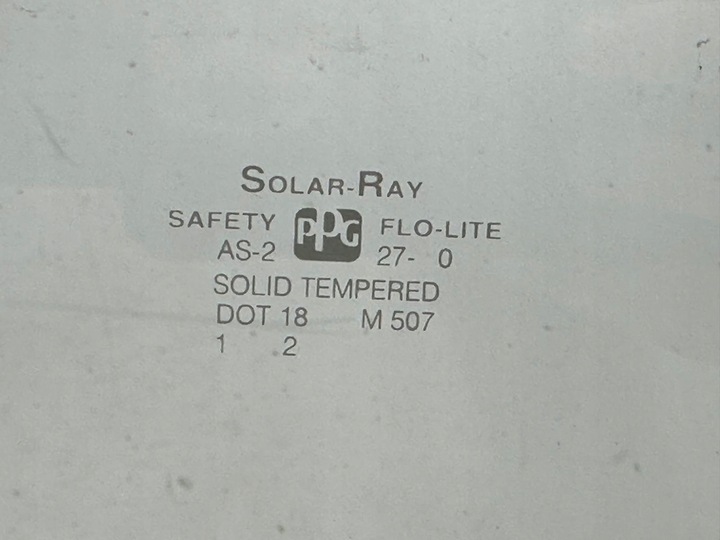 SOLAR-RAY
SAFETY PPG FLO-LITE
AS-2 27- 0
SOLID TEMPERED
DOT 18 M 507
1 .2